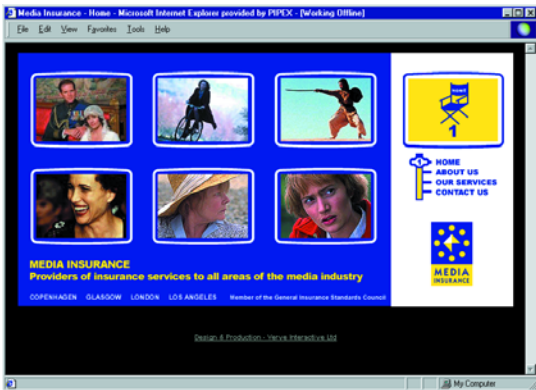 Media Insurance - Home - Microsoft Internet Explorer provided by PIPEX - [Working Offline]
File Edit View Favorites Tools Help
HOME
1
1
HOME
ABOUT US
OUR SERVICES
CONTACT US
MEDIA
INSURANCE
MEDIA INSURANCE
Providers of insurance services to all areas of the media industry
COPENHAGEN GLASGOW LONDON LOS ANGELES Member of the General Insurance Standards Council
Design & Production - Verve Interactive Ltd
My Computer